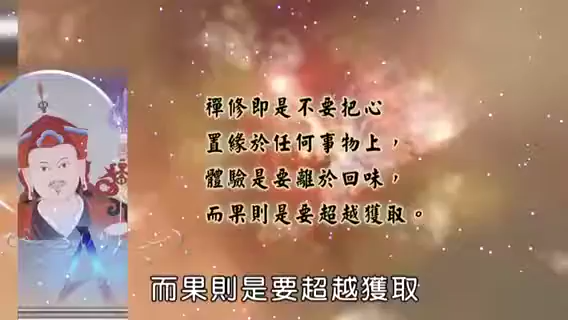 禪修即是不要把心
置緣於任何事物上，
體驗是要離於回味，
而果則是要超越獲取。
而果則是要超越獲取